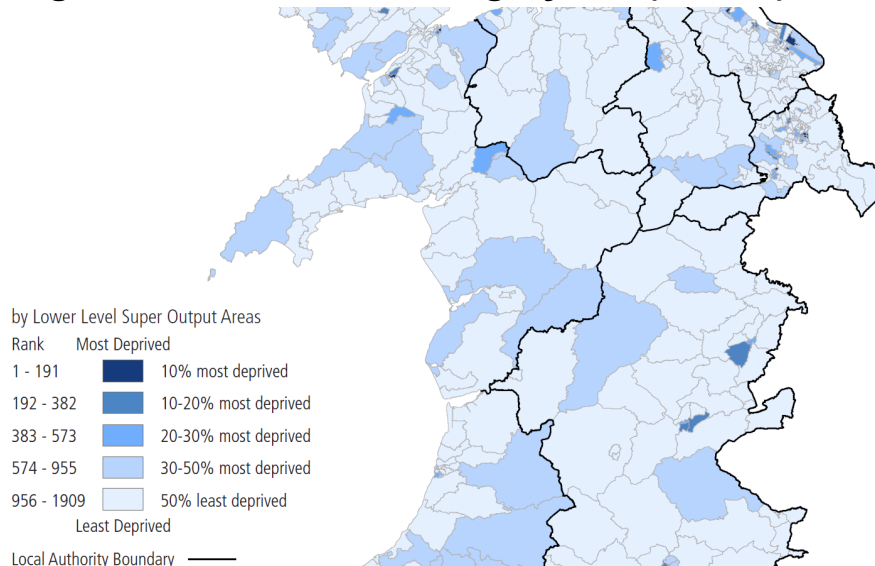 by Lower Level Super Output Areas
Rank Most Deprived
1 - 191 10% most deprived
192 - 382 10-20% most deprived
383 - 573 20-30% most deprived
574 - 955 30-50% most deprived
956 - 1909 50% least deprived
Least Deprived
Local Authority Boundary